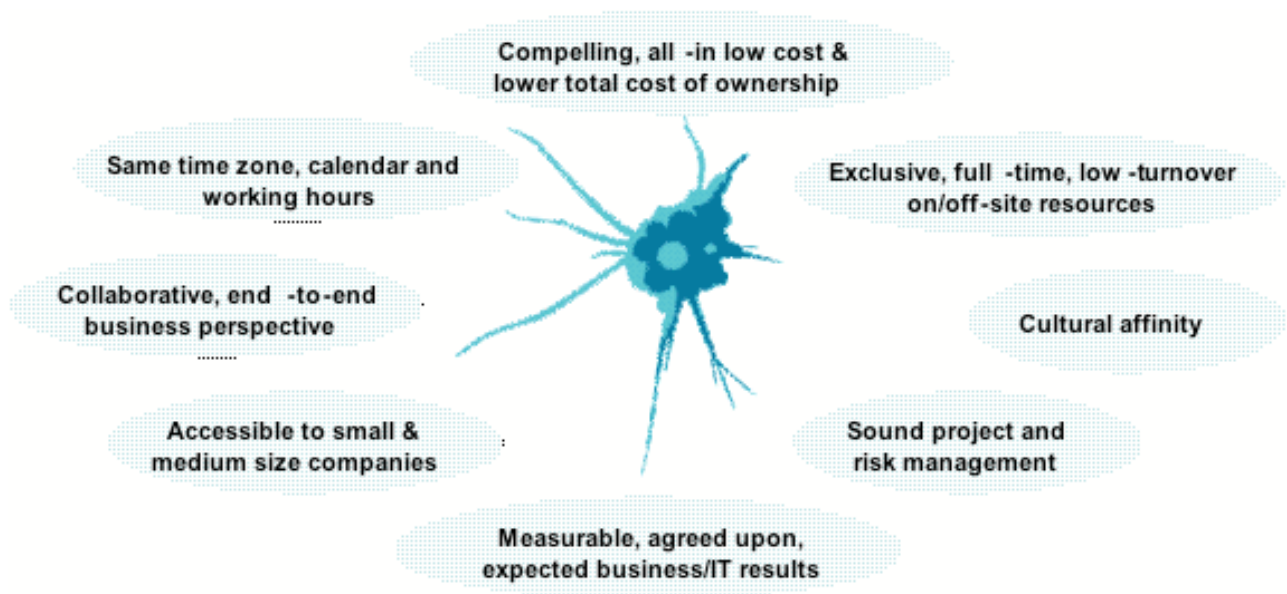 Compelling, all -in low cost &
lower total cost of ownership
Same time zone, calendar and
working hours
Exclusive, full -time, low -turnover
on/off-site resources
Collaborative, end -to-end
business perspective
Cultural affinity
Accessible to small &
medium size companies
Sound project and
risk management
Measurable, agreed upon,
expected business/IT results